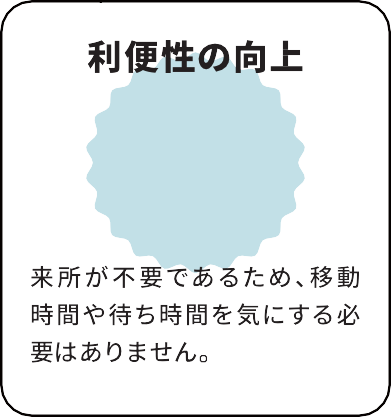 利便性の向上
来所が不要であるため、移動
時間や待ち時間を気にする必
要はありません。